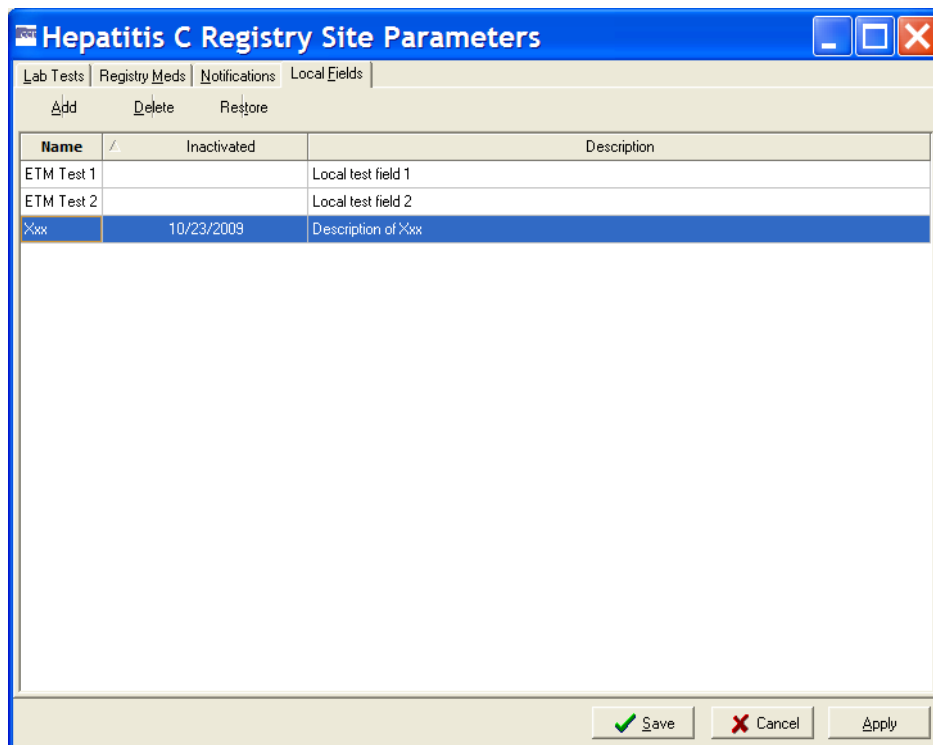 Hepatitis C Registry Site Parameters
Lab Tests Registry Meds Notifications Local Fields
Add Delete Restore
Name Inactivated Description
ETM Test 1 Local test field 1
ETM Test 2 Local test field 2
Xxx 10/23/2009 Description of Xxx
Save Cancel Apply